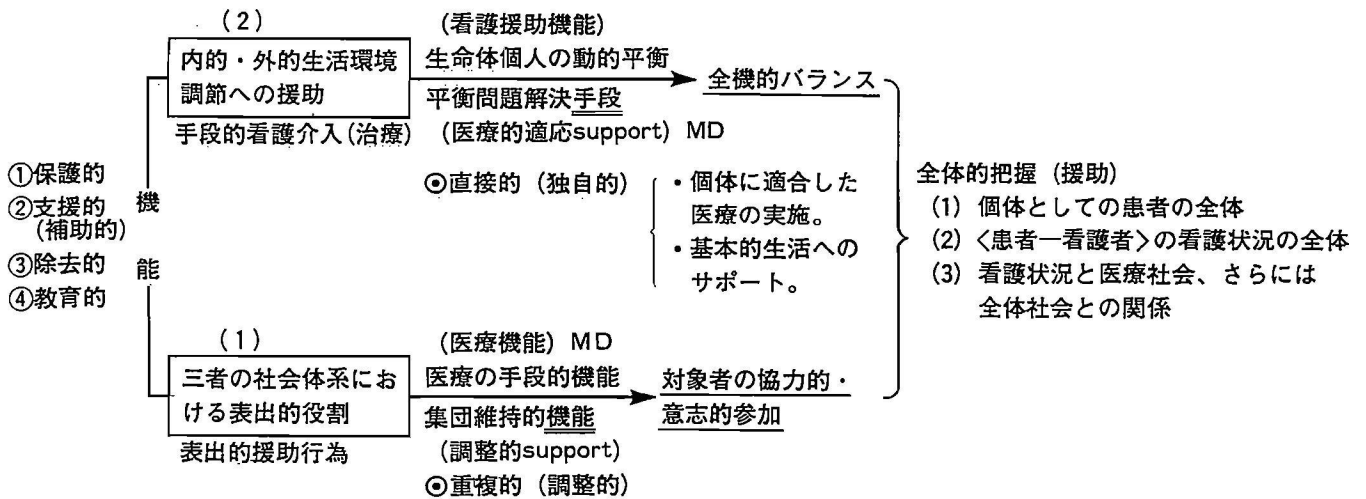 ①保護的
②支援的
(補助的)
③除去的
④教育的
機
能
(2)
内的・外的生活環境
調節への援助
手段的看護介入(治療)
(看護援助機能)
生命体個人の動的平衡
平衡問題解決手段
(医療的適応support) MD
全機的バランス
⦿直接的 (独自的)
・個体に適合した
医療の実施。
・基本的生活への
サポート。
(1)
三者の社会体系にお
ける表出的役割
表出的援助行為
(医療機能) MD
医療の手段的機能
集団維持的機能
(調整的support)
⦿重複的 (調整的)
対象者の協力的・
意志的参加
全体的把握 (援助)
(1) 個体としての患者の全体
(2) <患者―看護者>の看護状況の全体
(3) 看護状況と医療社会、さらには
全体社会との関係